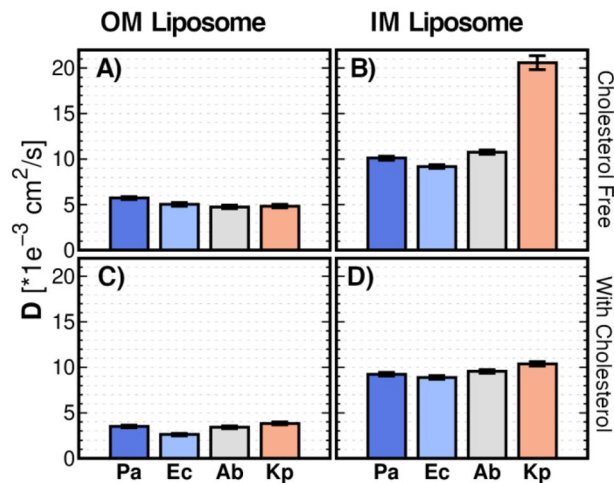 OM Liposome IM Liposome
A) B)
20
15
10
5
0
Cholesterol Free
D [*1e⁻³ cm²/s]
C) D)
20
15
10
5
0
With Cholesterol
Pa Ec Ab Kp Pa Ec Ab Kp